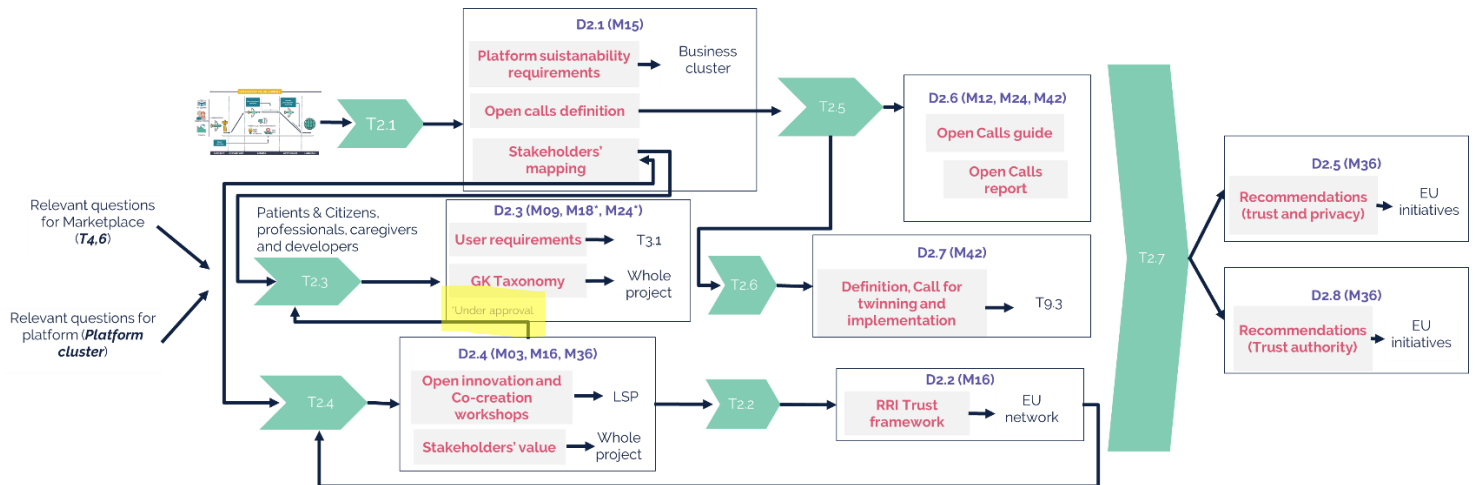 D2.1 (M15)
Platform suistanability
requirements
Business
cluster
Open calls definition
Stakeholders'
mapping
T2.1
T2.5
D2.6 (M12, M24, M42)
Open Calls guide
Open Calls
report
T2.7
D2.5 (M36)
Recommendations
(trust and privacy)
EU
initiatives
Relevant questions
for Marketplace
(T4,6)
Patients & Citizens,
professionals, caregivers
and developers
D2.3 (M09, M18*, M24*)
User requirements
T3.1
GK Taxonomy
Whole
project
*Under approval
T2.3
T2.6
D2.7 (M42)
Definition, Call for
twinning and
implementation
T9.3
D2.8 (M36)
Recommendations
(Trust authority)
EU
initiatives
Relevant questions for
platform (Platform
cluster)
T2.4
D2.4 (M03, M16, M36)
Open innovation and
Co-creation
workshops
LSP
Stakeholders' value
Whole
project
T2.2
D2.2 (M16)
RRI Trust
framework
EU
network